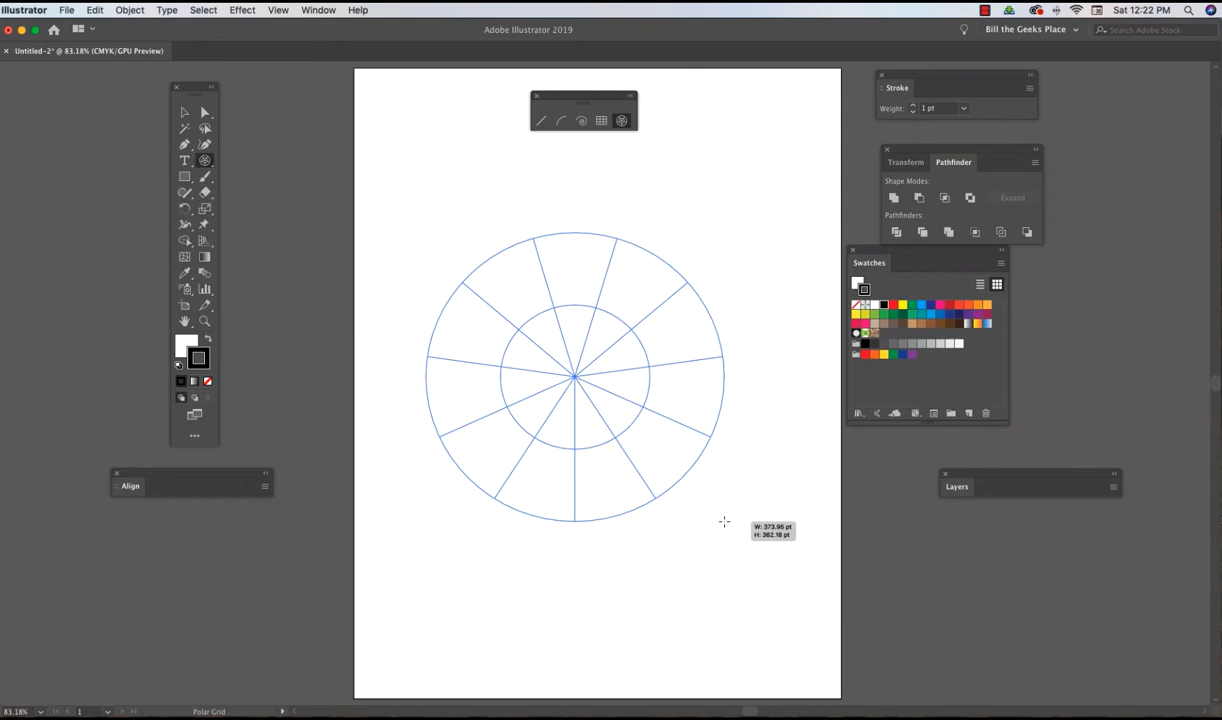 Illustrator File Edit Object Type Select Effect View Window Help Sat 12:22 PM
Adobe Illustrator 2019 Bill the Geeks Place Search Adobe Stock
× Untitled-2* @ 83.18% (CMYK/GPU Preview)
Stroke
Weight: 1 pt
Transform Pathfinder
Shape Modes:
Expand
Pathfinders:
Swatches
Align
Layers
W: 373.95 pt
H: 362.18 pt
83.18% 1 Polar Grid